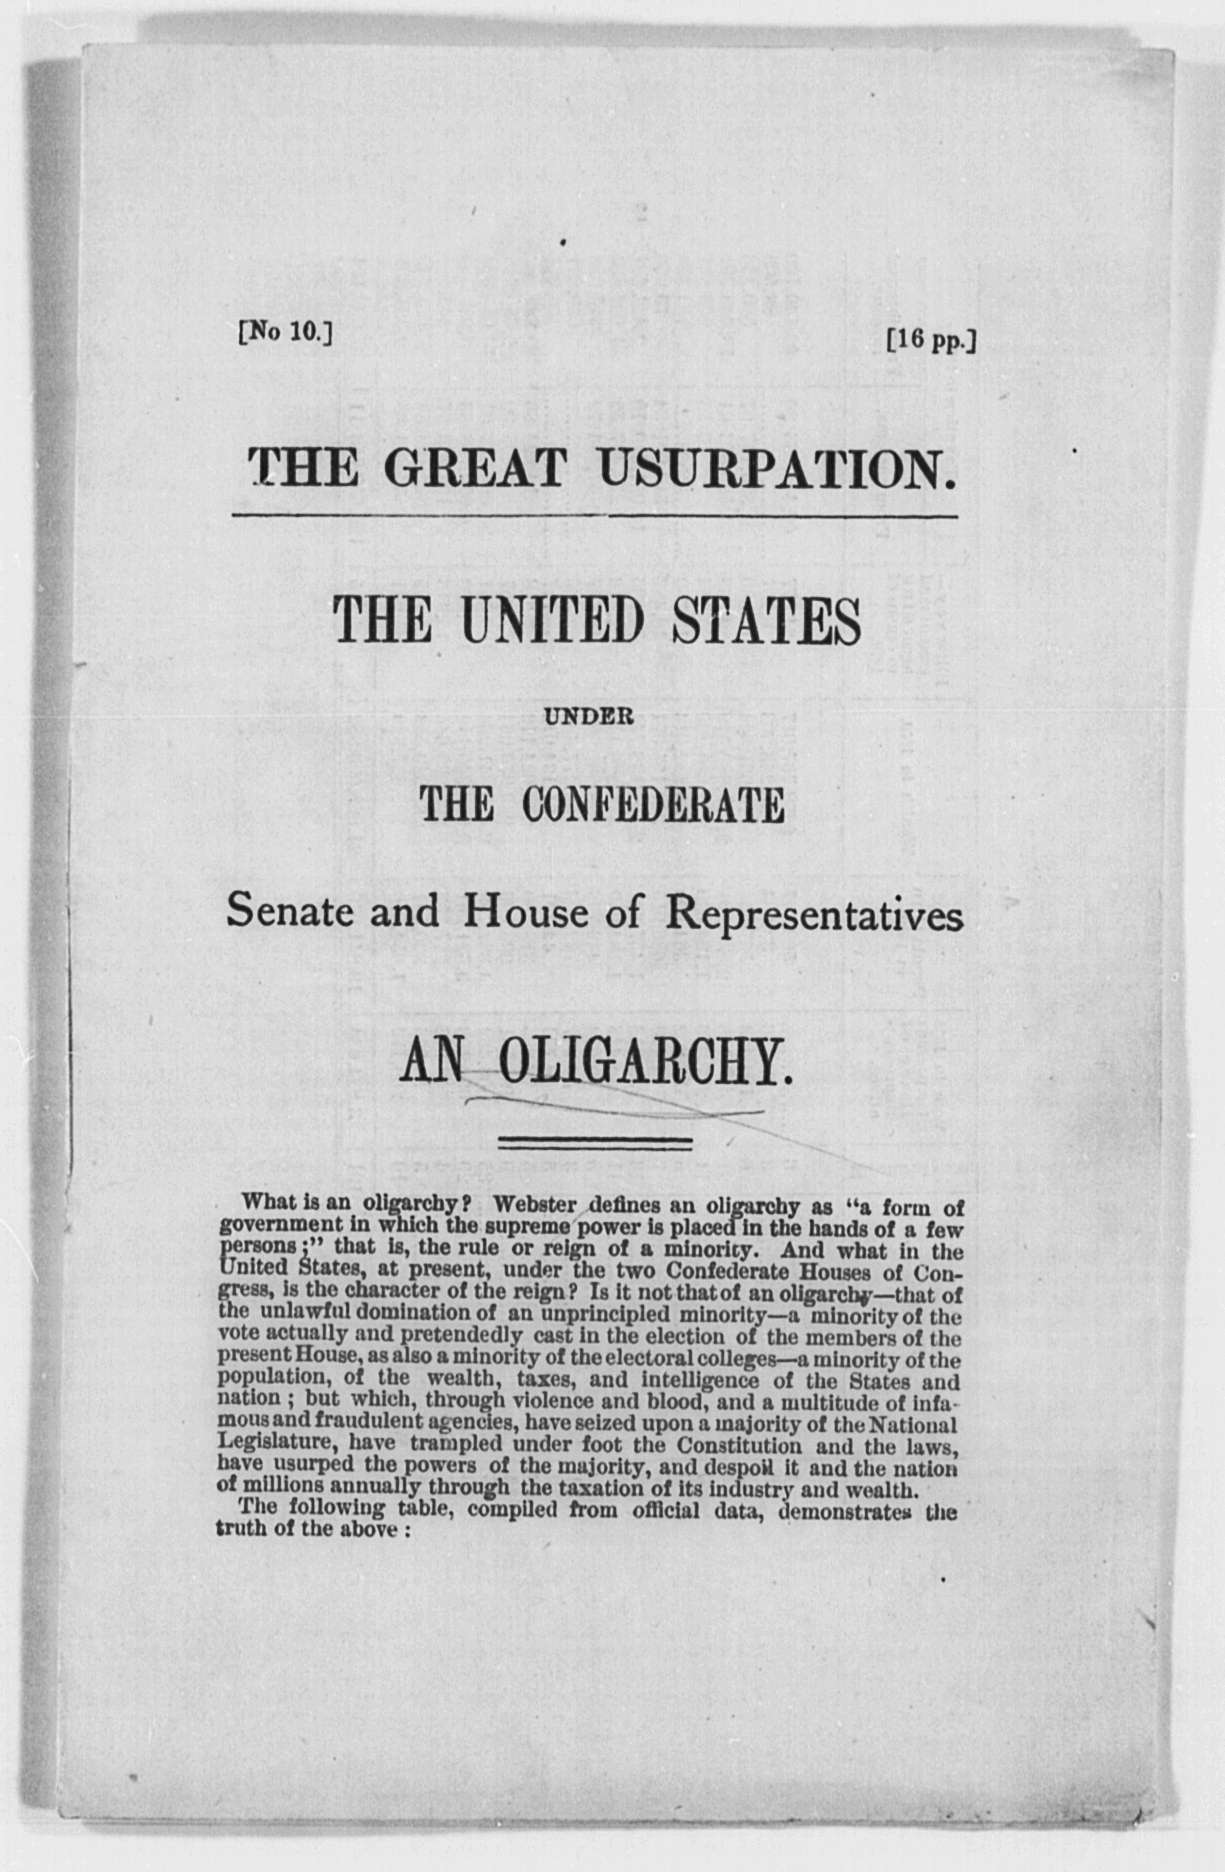 [No 10.]
[16 pp.]
THE GREAT USURPATION.
THE UNITED STATES
UNDER
THE CONFEDERATE
Senate and House of Representatives
AN OLIGARCHY.
What is an oligarchy? Webster defines an oligarchy as "a form of
government in which the supreme power is placed in the hands of a few
persons;" that is, the rule or reign of a minority. And what in the
United States, at present, under the two Confederate Houses of Con-
gress, is the character of the reign? Is it not that of an oligarchy—that of
the unlawful domination of an unprincipled minority—a minority of the
vote actually and pretendedly cast in the election of the members of the
present House, as also a minority of the electoral colleges—a minority of the
population, of the wealth, taxes, and intelligence of the States and
nation; but which, through violence and blood, and a multitude of infa-
mous and fraudulent agencies, have seized upon a majority of the National
Legislature, have trampled under foot the Constitution and the laws,
have usurped the powers of the majority, and despoil it and the nation
of millions annually through the taxation of its industry and wealth.
The following table, compiled from official data, demonstrates the
truth of the above: